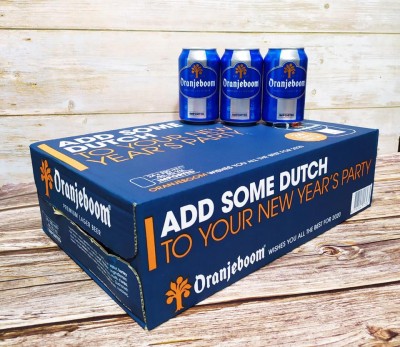 Oranjeboom
Oranjeboom
Oranjeboom
ADD SOME
DUTCH
TO YOUR NEW
YEAR'S PARTY
ORANJEBOOM WISHES YOU ALL THE BEST FOR 2020
Oranjeboom
PREMIUM LAGER BEER
ADD SOME DUTCH
TO YOUR NEW YEAR'S PARTY
Oranjeboom WISHES YOU ALL THE BEST FOR 2020